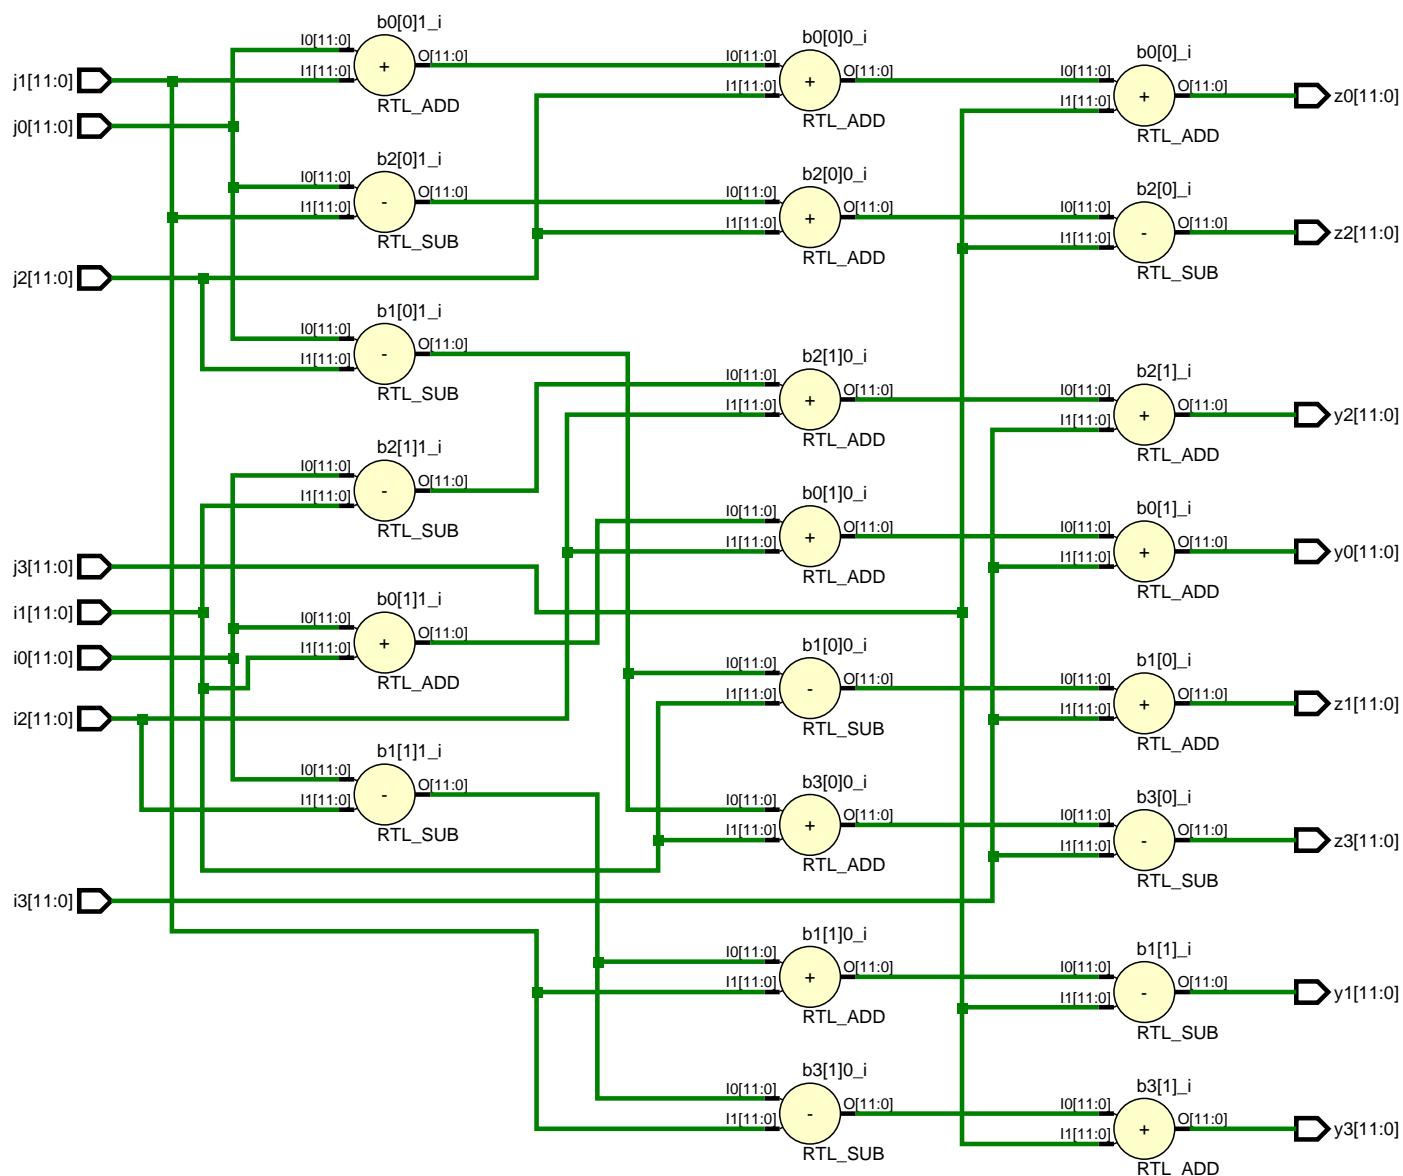 b0[0]1_i
I0[11:0]
I1[11:0]
+
O[11:0]
RTL_ADD
b0[0]0_i
I0[11:0]
I1[11:0]
+
O[11:0]
RTL_ADD
b0[0]_i
I0[11:0]
I1[11:0]
+
O[11:0]
RTL_ADD
j1[11:0]
j0[11:0]
z0[11:0]
b2[0]1_i
I0[11:0]
I1[11:0]
-
O[11:0]
RTL_SUB
b2[0]0_i
I0[11:0]
I1[11:0]
+
O[11:0]
RTL_ADD
b2[0]_i
I0[11:0]
I1[11:0]
-
O[11:0]
RTL_SUB
z2[11:0]
j2[11:0]
b1[0]1_i
I0[11:0]
I1[11:0]
-
O[11:0]
RTL_SUB
b2[1]0_i
I0[11:0]
I1[11:0]
+
O[11:0]
RTL_ADD
b2[1]_i
I0[11:0]
I1[11:0]
+
O[11:0]
RTL_ADD
y2[11:0]
b2[1]1_i
I0[11:0]
I1[11:0]
-
O[11:0]
RTL_SUB
b0[1]0_i
I0[11:0]
I1[11:0]
+
O[11:0]
RTL_ADD
b0[1]_i
I0[11:0]
I1[11:0]
+
O[11:0]
RTL_ADD
y0[11:0]
j3[11:0]
i1[11:0]
i0[11:0]
i2[11:0]
b0[1]1_i
I0[11:0]
I1[11:0]
+
O[11:0]
RTL_ADD
b1[0]0_i
I0[11:0]
I1[11:0]
-
O[11:0]
RTL_SUB
b1[0]_i
I0[11:0]
I1[11:0]
+
O[11:0]
RTL_ADD
z1[11:0]
b1[1]1_i
I0[11:0]
I1[11:0]
-
O[11:0]
RTL_SUB
b3[0]0_i
I0[11:0]
I1[11:0]
+
O[11:0]
RTL_ADD
b3[0]_i
I0[11:0]
I1[11:0]
-
O[11:0]
RTL_SUB
z3[11:0]
i3[11:0]
b1[1]0_i
I0[11:0]
I1[11:0]
+
O[11:0]
RTL_ADD
b1[1]_i
I0[11:0]
I1[11:0]
-
O[11:0]
RTL_SUB
y1[11:0]
b3[1]0_i
I0[11:0]
I1[11:0]
-
O[11:0]
RTL_SUB
b3[1]_i
I0[11:0]
I1[11:0]
+
O[11:0]
RTL_ADD
y3[11:0]